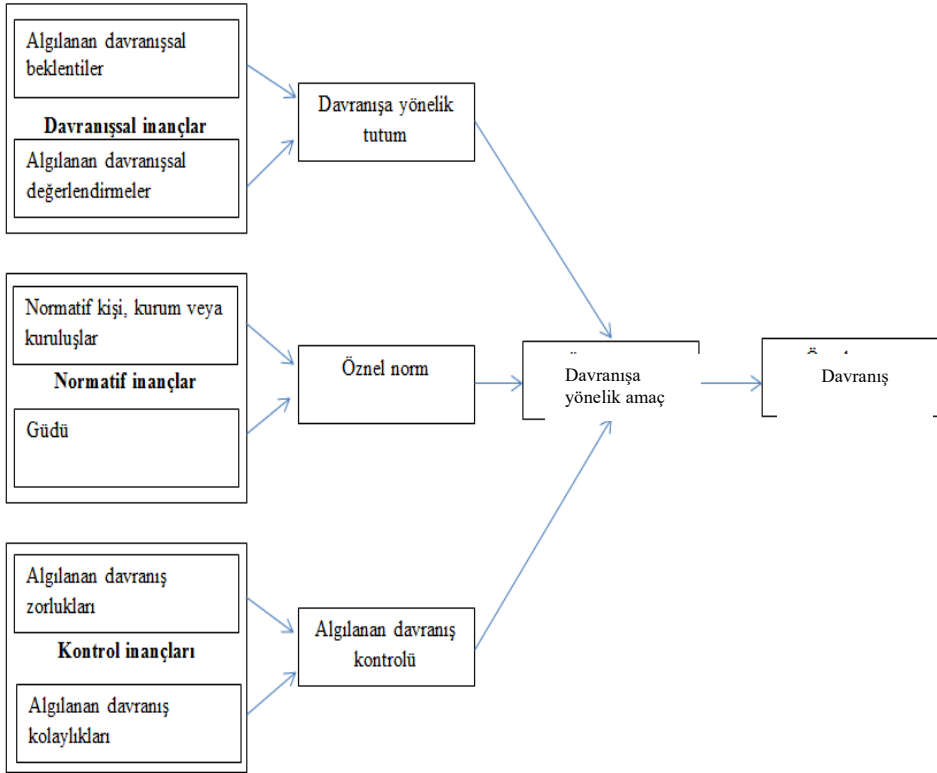 Algılanan davranışsal
beklentiler
Davranışsal inançlar
Algılanan davranışsal
değerlendirmeler
Davranışa yönelik
tutum
Normatif kişi, kurum veya
kuruluşlar
Normatif inançlar
Güdü
Öznel norm
Davranışa
yönelik amaç
Davranış
Algılanan davranış
zorlukları
Kontrol inançları
Algılanan davranış
kolaylıkları
Algılanan davranış
kontrolü